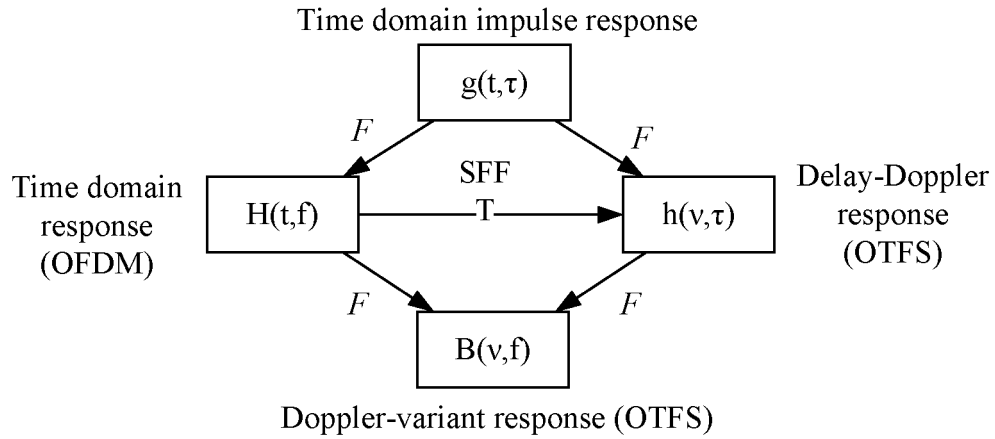 Time domain impulse response
g(t,τ)
F
F
Time domain
response
(OFDM)
H(t,f)
SFF
T
h(ν,τ)
Delay-Doppler
response
(OTFS)
F
F
B(ν,f)
Doppler-variant response (OTFS)